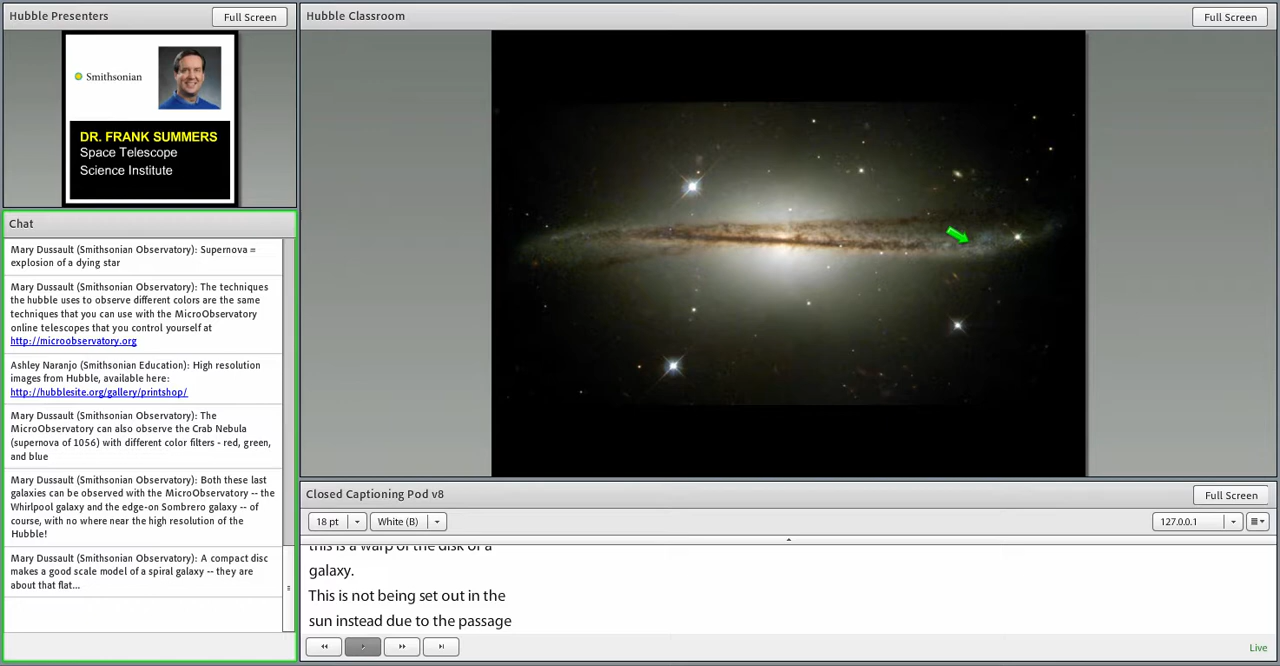 Hubble Presenters
Full Screen
Smithsonian
DR. FRANK SUMMERS
Space Telescope
Science Institute
Chat
Mary Dussault (Smithsonian Observatory): Supernova =
explosion of a dying star
Mary Dussault (Smithsonian Observatory): The techniques
the hubble uses to observe different colors are the same
techniques that you can use with the MicroObservatory
online telescopes that you control yourself at
http://microobservatory.org
Ashley Naranjo (Smithsonian Education): High resolution
images from Hubble, available here:
http://hubblesite.org/gallery/printshop/
Mary Dussault (Smithsonian Observatory): The
MicroObservatory can also observe the Crab Nebula
(supernova of 1056) with different color filters - red, green,
and blue
Mary Dussault (Smithsonian Observatory): Both these last
galaxies can be observed with the MicroObservatory -- the
Whirlpool galaxy and the edge-on Sombrero galaxy -- of
course, with no where near the high resolution of the
Hubble!
Mary Dussault (Smithsonian Observatory): A compact disc
makes a good scale model of a spiral galaxy -- they are
about that flat...
Hubble Classroom
Full Screen
Closed Captioning Pod v8
Full Screen
18 pt
White (B)
127.0.0.1
this is a warp of the disk of a
galaxy.
This is not being set out in the
sun instead due to the passage
Live